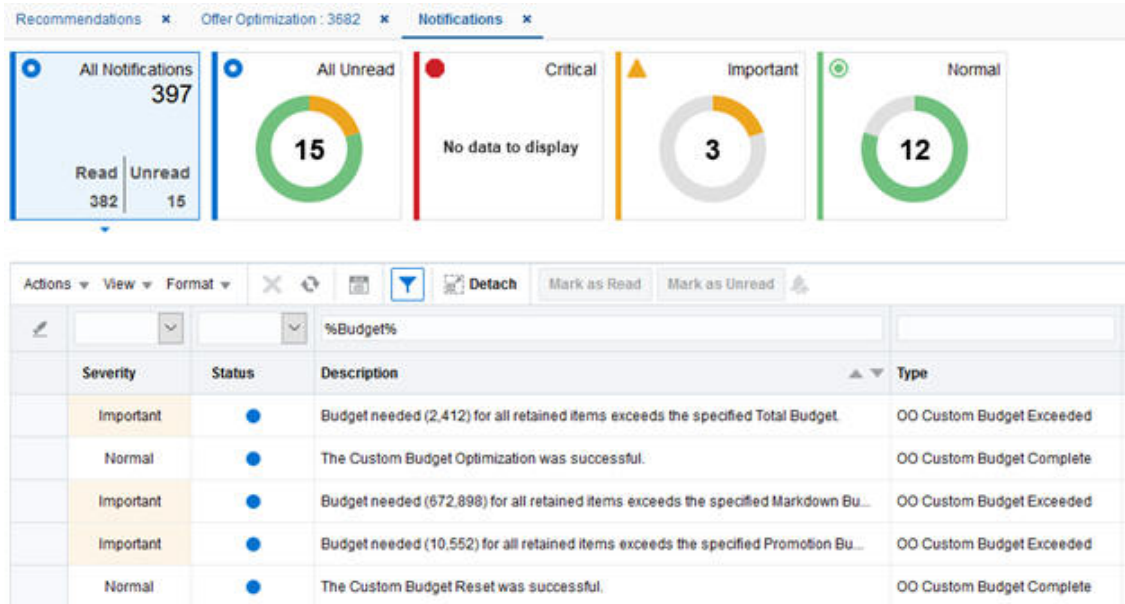 Recommendations × Offer Optimization : 3682 × Notifications ×
All Notifications
397
Read Unread
382 15
All Unread
15
Critical
No data to display
Important
3
Normal
12
Actions View Format Detach Mark as Read Mark as Unread
%Budget%
Severity Status Description Type
Important Budget needed (2,412) for all retained items exceeds the specified Total Budget. OO Custom Budget Exceeded
Normal The Custom Budget Optimization was successful. OO Custom Budget Complete
Important Budget needed (672,898) for all retained items exceeds the specified Markdown Bu... OO Custom Budget Exceeded
Important Budget needed (10,552) for all retained items exceeds the specified Promotion Bu... OO Custom Budget Exceeded
Normal The Custom Budget Reset was successful. OO Custom Budget Complete